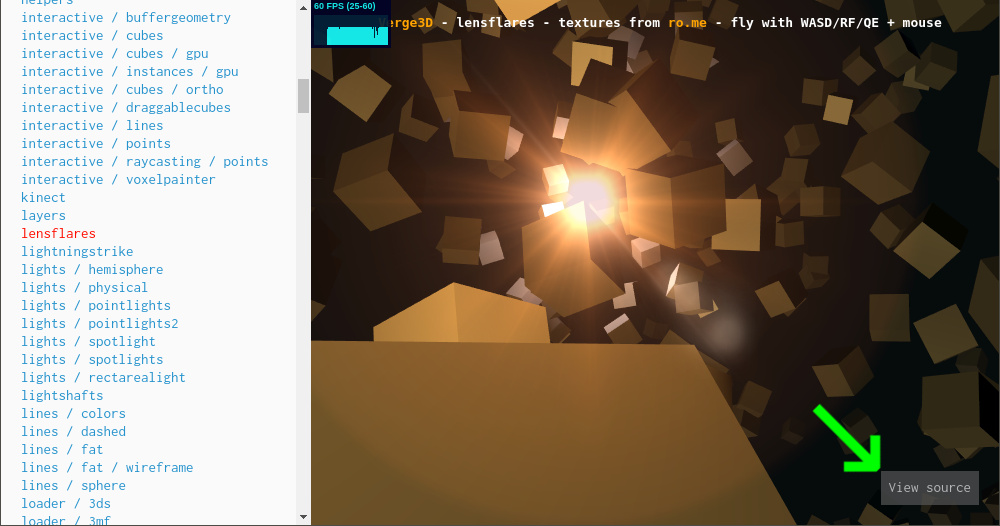 helpers
interactive / buffergeometry
interactive / cubes
interactive / cubes / gpu
interactive / instances / gpu
interactive / cubes / ortho
interactive / draggablecubes
interactive / lines
interactive / points
interactive / raycasting / points
interactive / voxelpainter
kinect
layers
lensflares
lightningstrike
lights / hemisphere
lights / physical
lights / pointlights
lights / pointlights2
lights / spotlight
lights / spotlights
lights / rectarealight
lightshafts
lines / colors
lines / dashed
lines / fat
lines / fat / wireframe
lines / sphere
loader / 3ds
loader / 3mf
60 FPS (25-60)
Verge3D - lensflares - textures from ro.me - fly with WASD/RF/QE + mouse
View source